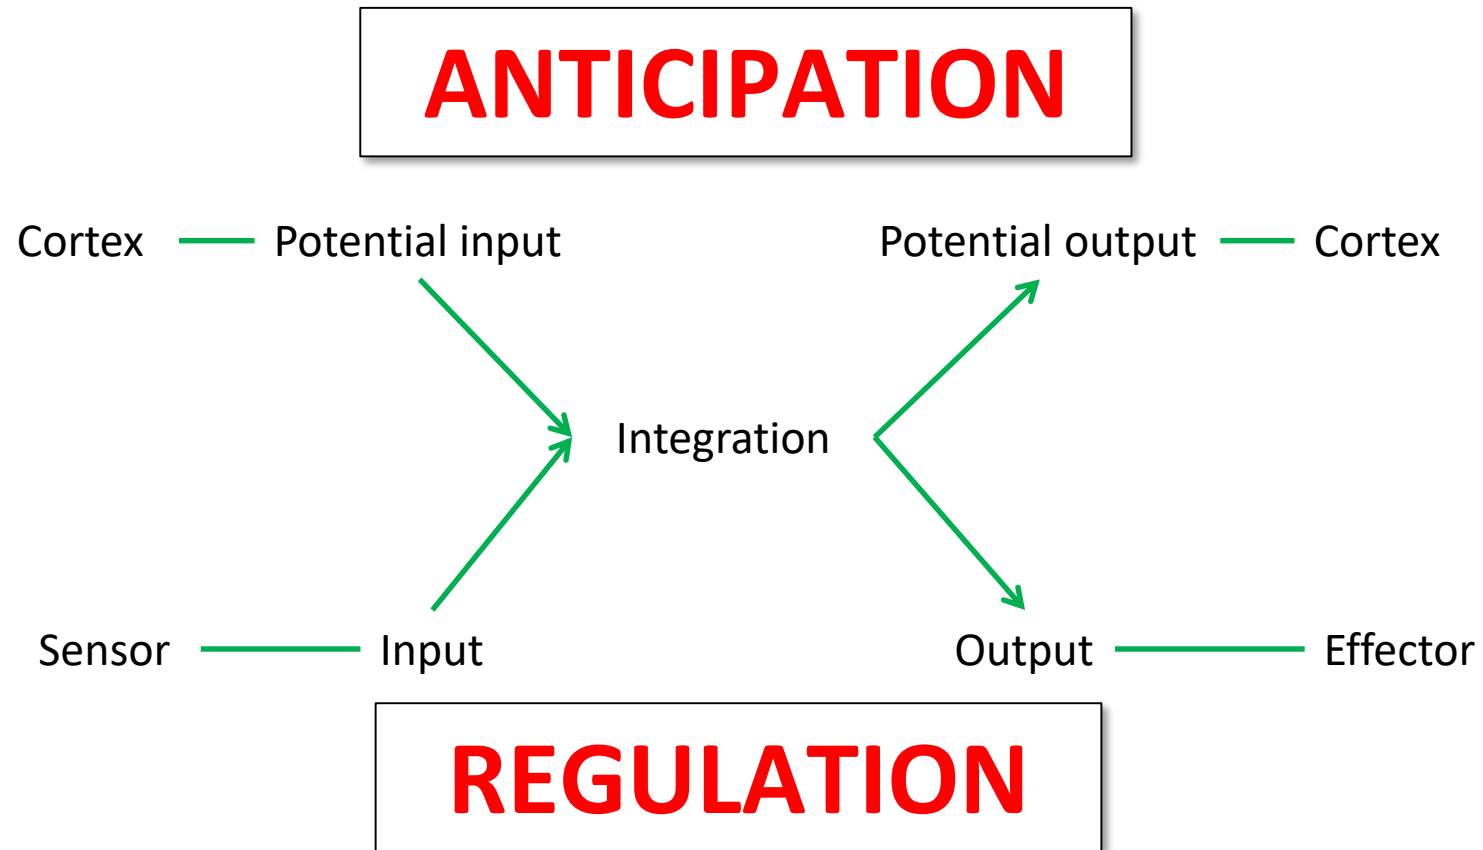 ANTICIPATION
Cortex Potential input Potential output Cortex
Integration
Sensor Input Output Effector
REGULATION